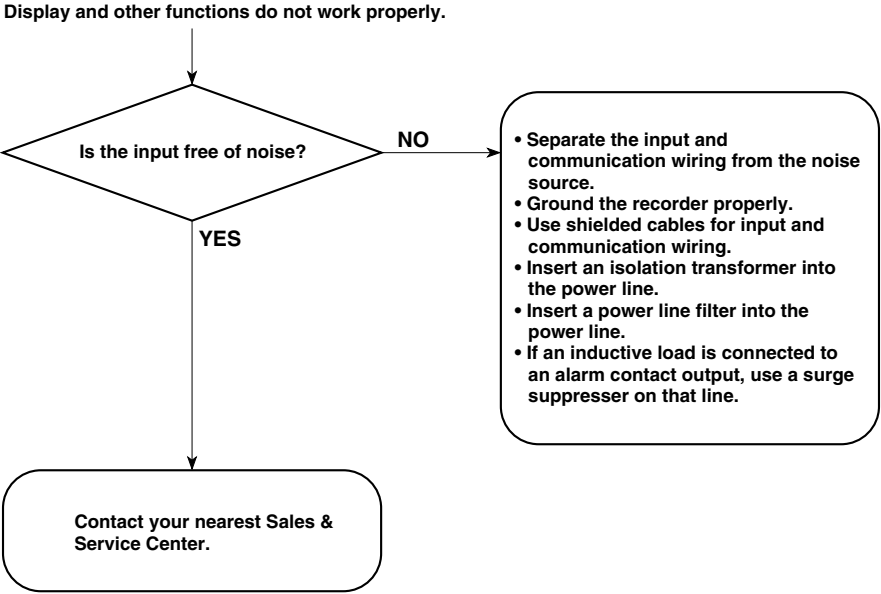 Display and other functions do not work properly.
Is the input free of noise?
NO
• Separate the input and
communication wiring from the noise
source.
• Ground the recorder properly.
• Use shielded cables for input and
communication wiring.
• Insert an isolation transformer into
the power line.
• Insert a power line filter into the
power line.
• If an inductive load is connected to
an alarm contact output, use a surge
suppresser on that line.
YES
Contact your nearest Sales &
Service Center.